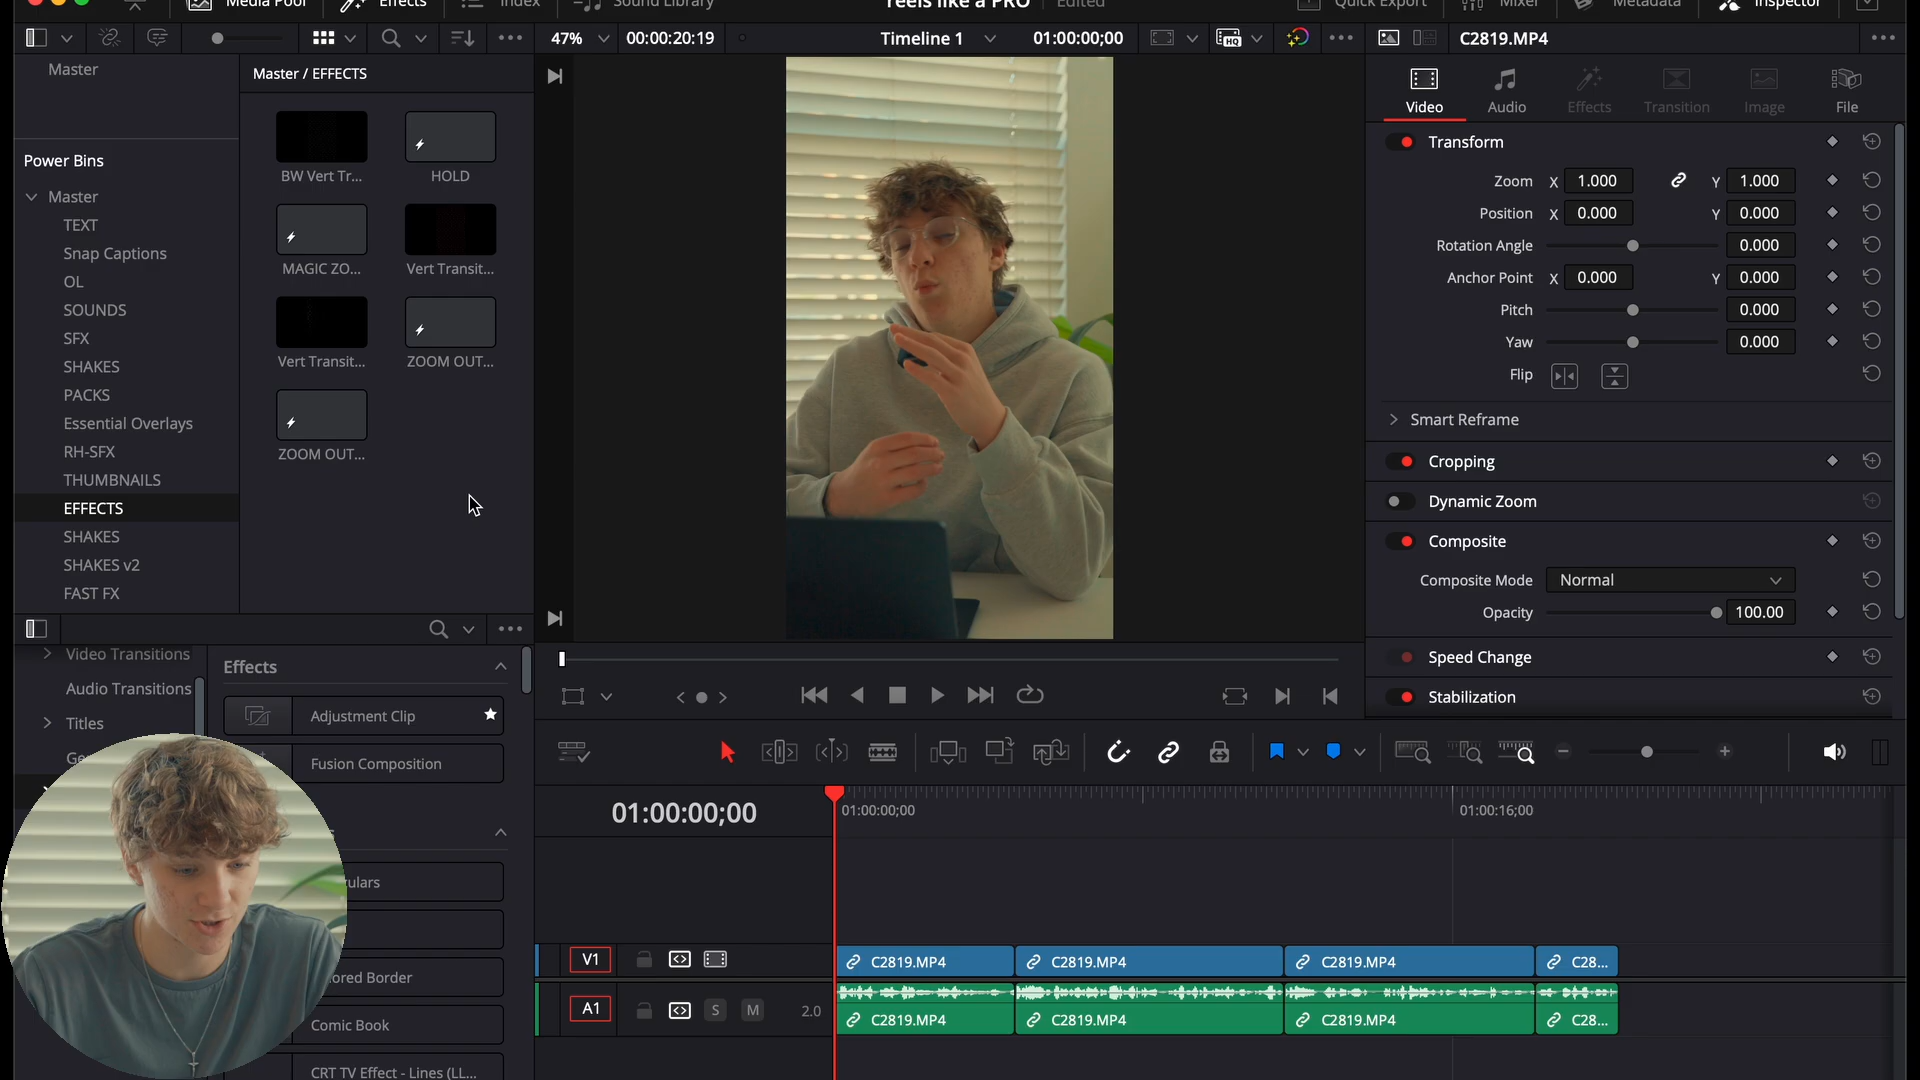 Media Pool
Effects
Index
Sound Library
reels like a PRO
Edited
Quick Export
Mixer
Metadata
Inspector
47%
00:00:20:19
Timeline 1
01:00:00;00
HQ
C2819.MP4
Master
Master / EFFECTS
Power Bins
Master
TEXT
Snap Captions
OL
SOUNDS
SFX
SHAKES
PACKS
Essential Overlays
RH-SFX
THUMBNAILS
EFFECTS
SHAKES
SHAKES v2
FAST FX
BW Vert Tr...
HOLD
MAGIC ZO...
Vert Transit...
Vert Transit...
ZOOM OUT...
ZOOM OUT...
Video
Audio
Effects
Transition
Image
File
Transform
Zoom X 1.000 Y 1.000
Position X 0.000 Y 0.000
Rotation Angle 0.000
Anchor Point X 0.000 Y 0.000
Pitch 0.000
Yaw 0.000
Flip
Smart Reframe
Cropping
Dynamic Zoom
Composite
Composite Mode Normal
Opacity 100.00
Speed Change
Stabilization
Video Transitions
Audio Transitions
Titles
Effects
Adjustment Clip
Fusion Composition
Comic Book
CRT TV Effect - Lines (LL...
01:00:00;00
01:00:00;00
01:00:16;00
V1
C2819.MP4
C2819.MP4
C2819.MP4
C28...
A1
S
M
2.0
C2819.MP4
C2819.MP4
C2819.MP4
C28...